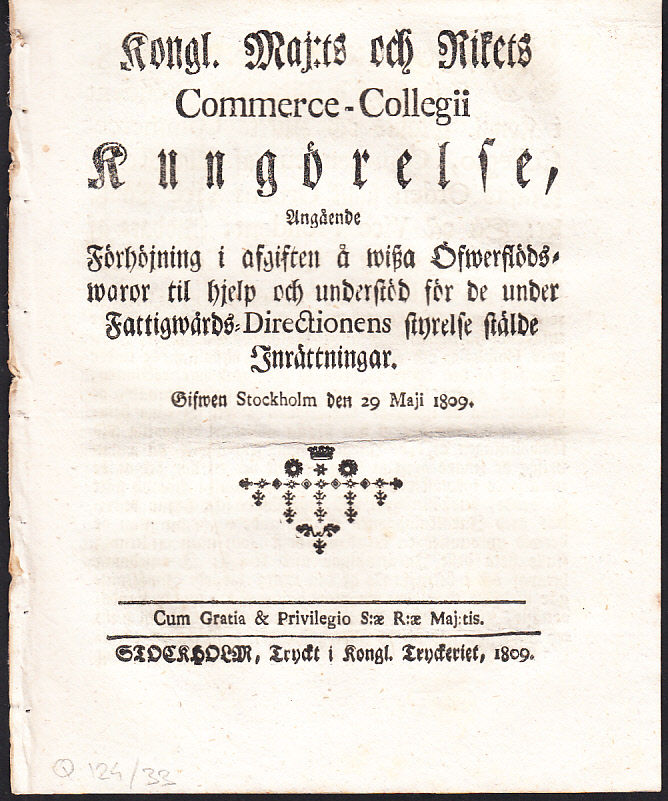 Kongl. Maj:ts och Rikets
Commerce-Collegii
Kungörelse,
Angående
Förhöjning i afgiften å wißa Öfwerflöds-
waror til hjelp och understöd för de under
Fattigwårds-Directionens styrelse stälde
Inrättningar.
Gifwen Stockholm den 29 Maji 1809.
Cum Gratia & Privilegio S:æ R:æ Maj:tis.
STOCKHOLM, Tryckt i Kongl. Tryckeriet, 1809.
Q 124/33